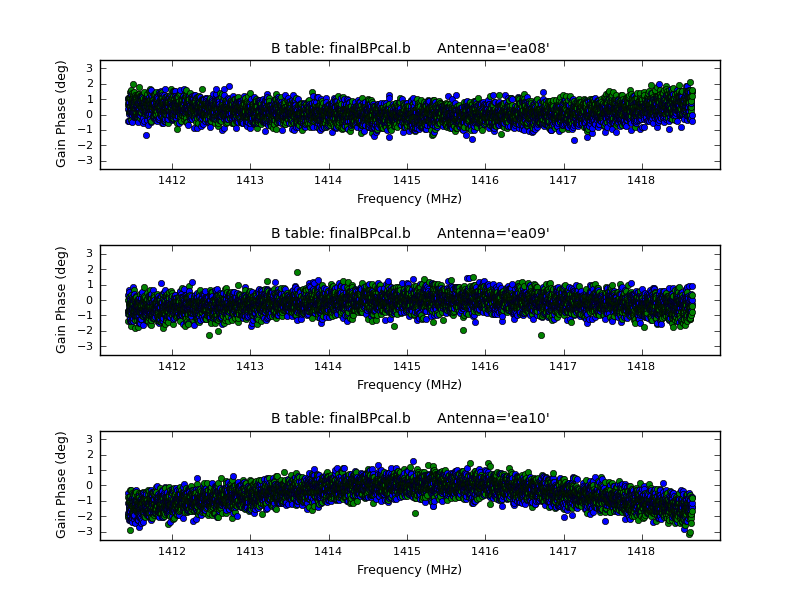 B table: finalBPcal.b Antenna='ea08'
Gain Phase (deg)
3
2
1
0
−1
−2
−3
1412 1413 1414 1415 1416 1417 1418
Frequency (MHz)
B table: finalBPcal.b Antenna='ea09'
Gain Phase (deg)
3
2
1
0
−1
−2
−3
1412 1413 1414 1415 1416 1417 1418
Frequency (MHz)
B table: finalBPcal.b Antenna='ea10'
Gain Phase (deg)
3
2
1
0
−1
−2
−3
1412 1413 1414 1415 1416 1417 1418
Frequency (MHz)